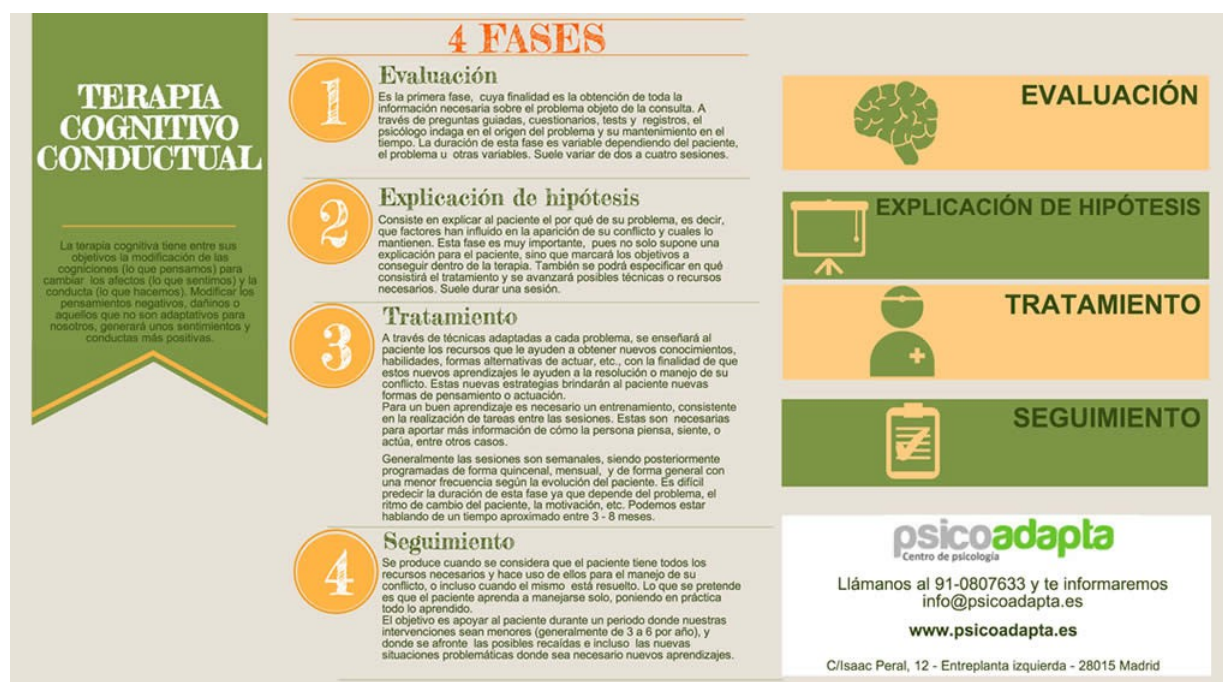 TERAPIA
COGNITIVO
CONDUCTUAL
La terapia cognitiva tiene entre sus
objetivos la modificación de las
cogniciones (lo que pensamos) para
cambiar los afectos (lo que sentimos) y la
conducta (lo que hacemos). Modificar los
pensamientos negativos, dañinos o
aquellos que no son adaptativos para
nosotros, generará unos sentimientos y
conductas más positivas.
4 FASES
1
Evaluación
Es la primera fase, cuya finalidad es la obtención de toda la
información necesaria sobre el problema objeto de la consulta. A
través de preguntas guiadas, cuestionarios, tests y registros, el
psicólogo indaga en el origen del problema y su mantenimiento en el
tiempo. La duración de esta fase es variable dependiendo del paciente,
el problema u otras variables. Suele variar de dos a cuatro sesiones.
2
Explicación de hipótesis
Consiste en explicar al paciente el por qué de su problema, es decir,
que factores han influido en la aparición de su conflicto y cuales lo
mantienen. Esta fase es muy importante, pues no solo supone una
explicación para el paciente, sino que marcará los objetivos a
conseguir dentro de la terapia. También se podrá especificar en qué
consistirá el tratamiento y se avanzará posibles técnicas o recursos
necesarios. Suele durar una sesión.
3
Tratamiento
A través de técnicas adaptadas a cada problema, se enseñará al
paciente los recursos que le ayuden a obtener nuevos conocimientos,
habilidades, formas alternativas de actuar, etc., con la finalidad de que
estos nuevos aprendizajes le ayuden a la resolución o manejo de su
conflicto. Estas nuevas estrategias brindarán al paciente nuevas
formas de pensamiento o actuación.
Para un buen aprendizaje es necesario un entrenamiento, consistente
en la realización de tareas entre las sesiones. Estas son necesarias
para aportar más información de cómo la persona piensa, siente, o
actúa, entre otros casos.
Generalmente las sesiones son semanales, siendo posteriormente
programadas de forma quincenal, mensual, y de forma general con
una menor frecuencia según la evolución del paciente. Es difícil
predecir la duración de esta fase ya que depende del problema, el
ritmo de cambio del paciente, la motivación, etc. Podemos estar
hablando de un tiempo aproximado entre 3 - 8 meses.
4
Seguimiento
Se produce cuando se considera que el paciente tiene todos los
recursos necesarios y hace uso de ellos para el manejo de su
conflicto, o incluso cuando el mismo está resuelto. Lo que se pretende
es que el paciente aprenda a manejarse solo, poniendo en práctica
todo lo aprendido.
El objetivo es apoyar al paciente durante un periodo donde nuestras
intervenciones sean menores (generalmente de 3 a 6 por año), y
donde se afronte las posibles recaídas e incluso las nuevas
situaciones problemáticas donde sea necesario nuevos aprendizajes.
EVALUACIÓN
EXPLICACIÓN DE HIPÓTESIS
TRATAMIENTO
SEGUIMIENTO
psicoadapta
Centro de psicología
Llámanos al 91-0807633 y te informaremos
info@psicoadapta.es
www.psicoadapta.es
C/Isaac Peral, 12 - Entreplanta izquierda - 28015 Madrid